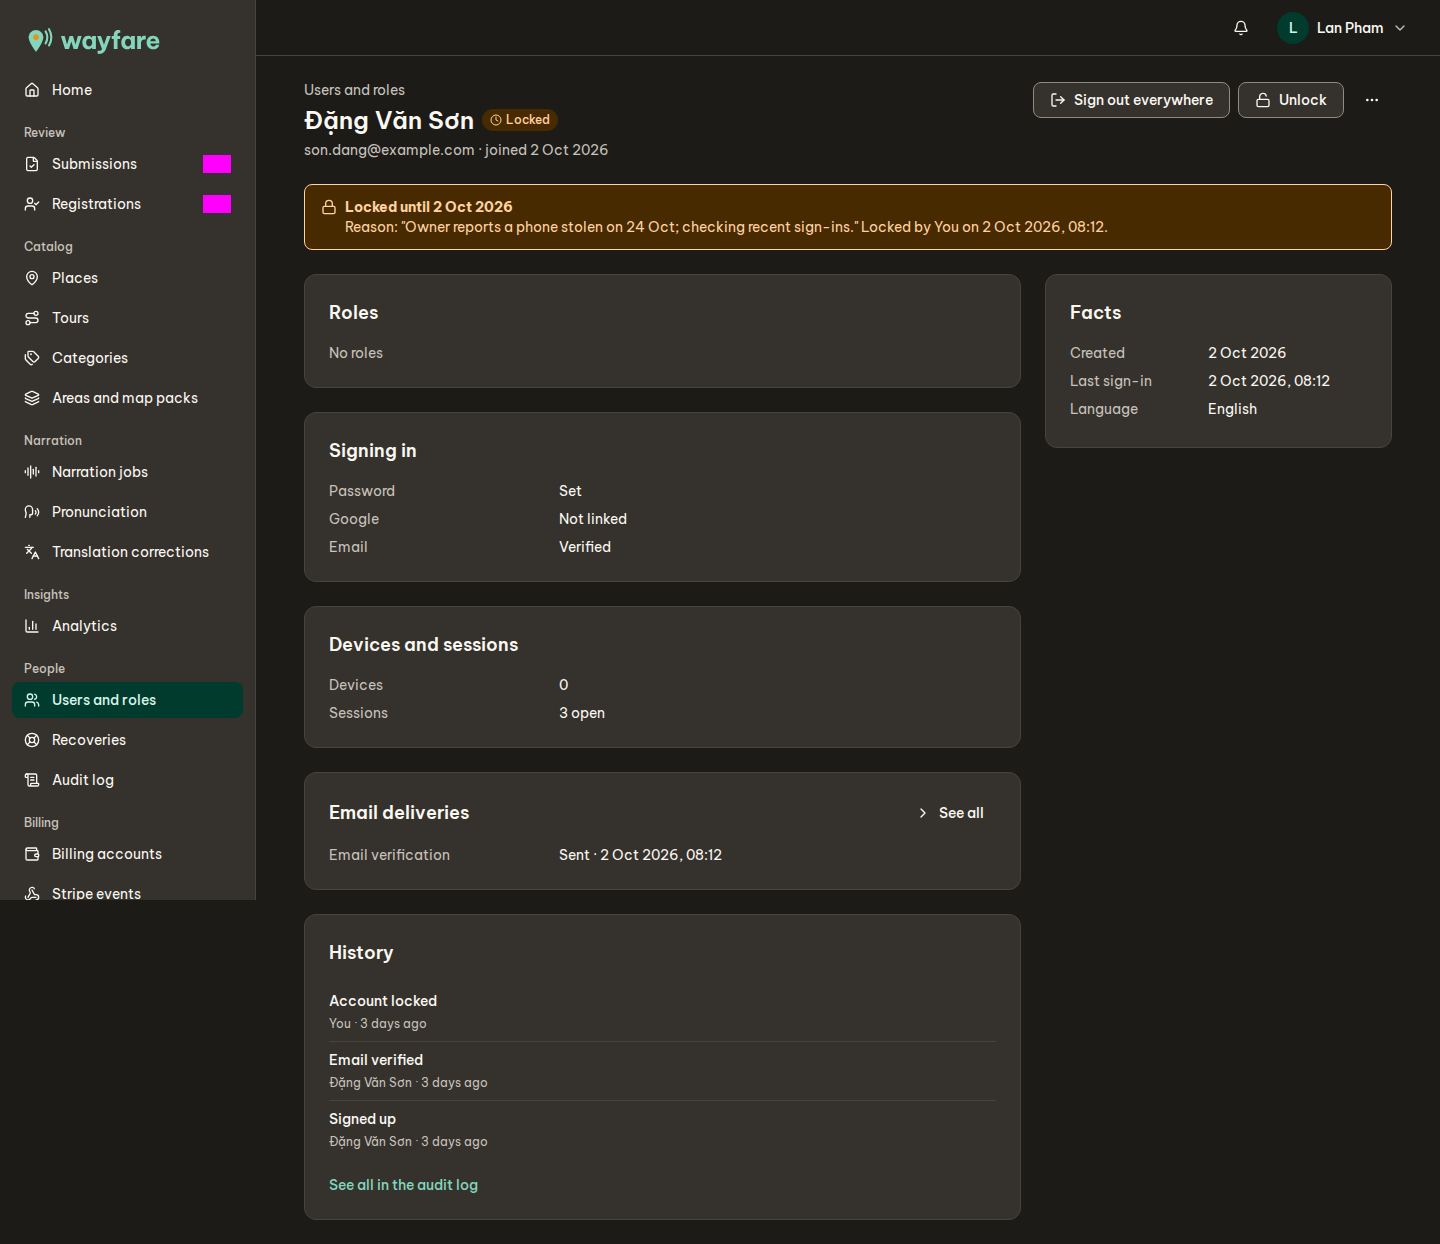 wayfare
Home
Review
Submissions
Registrations
Catalog
Places
Tours
Categories
Areas and map packs
Narration
Narration jobs
Pronunciation
Translation corrections
Insights
Analytics
People
Users and roles
Recoveries
Audit log
Billing
Billing accounts
Stripe events
L Lan Pham
Users and roles
Đặng Văn Sơn Locked
son.dang@example.com · joined 2 Oct 2026
Sign out everywhere
Unlock
Locked until 2 Oct 2026
Reason: "Owner reports a phone stolen on 24 Oct; checking recent sign-ins." Locked by You on 2 Oct 2026, 08:12.
Roles
No roles
Signing in
Password Set
Google Not linked
Email Verified
Devices and sessions
Devices 0
Sessions 3 open
Email deliveries See all
Email verification Sent · 2 Oct 2026, 08:12
History
Account locked
You · 3 days ago
Email verified
Đặng Văn Sơn · 3 days ago
Signed up
Đặng Văn Sơn · 3 days ago
See all in the audit log
Facts
Created 2 Oct 2026
Last sign-in 2 Oct 2026, 08:12
Language English